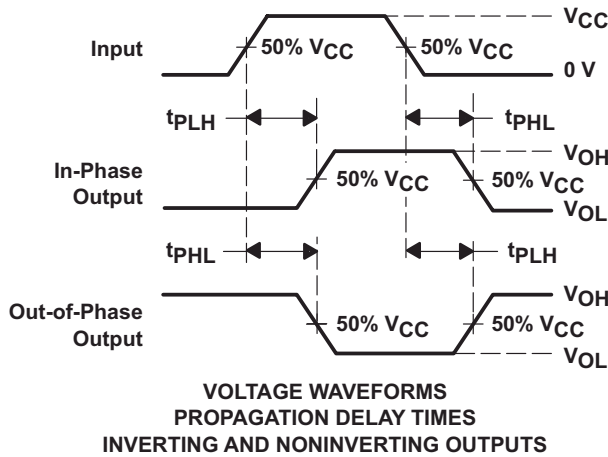 VCC
Input
50% VCC
50% VCC
0 V
tPLH
tPHL
VOH
In-Phase
Output
50% VCC
50% VCC
VOL
tPHL
tPLH
VOH
Out-of-Phase
Output
50% VCC
50% VCC
VOL
VOLTAGE WAVEFORMS
PROPAGATION DELAY TIMES
INVERTING AND NONINVERTING OUTPUTS